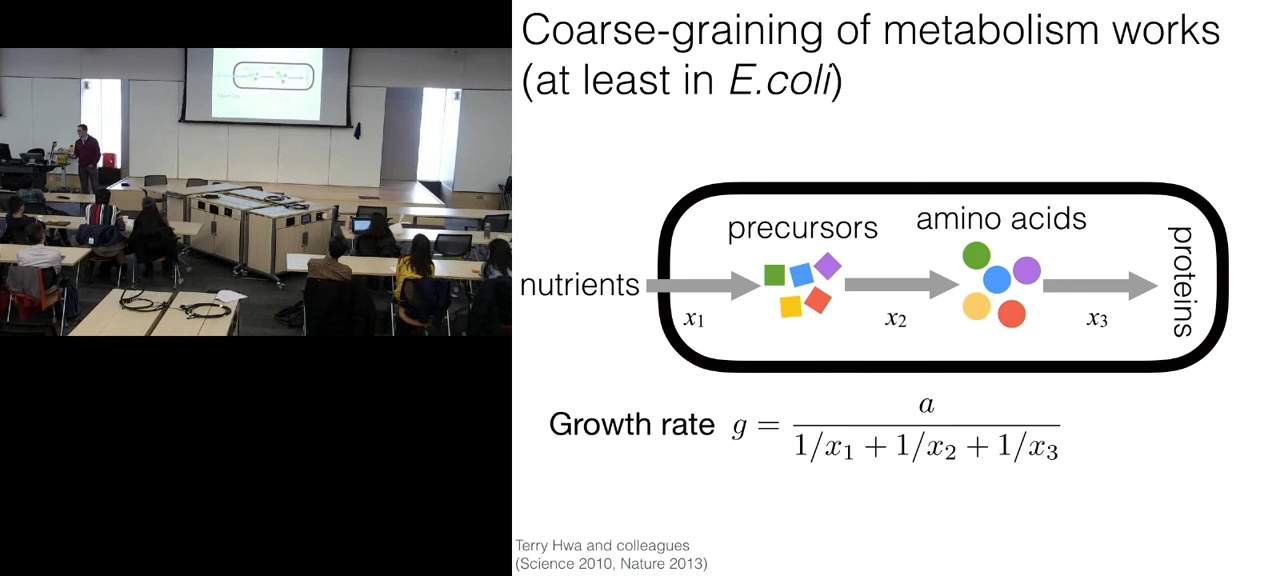 Coarse-graining of metabolism works
(at least in E.coli)
precursors
amino acids
nutrients
proteins
x1
x2
x3
Growth rate g = a / (1/x1 + 1/x2 + 1/x3)
Terry Hwa and colleagues
(Science 2010, Nature 2013)